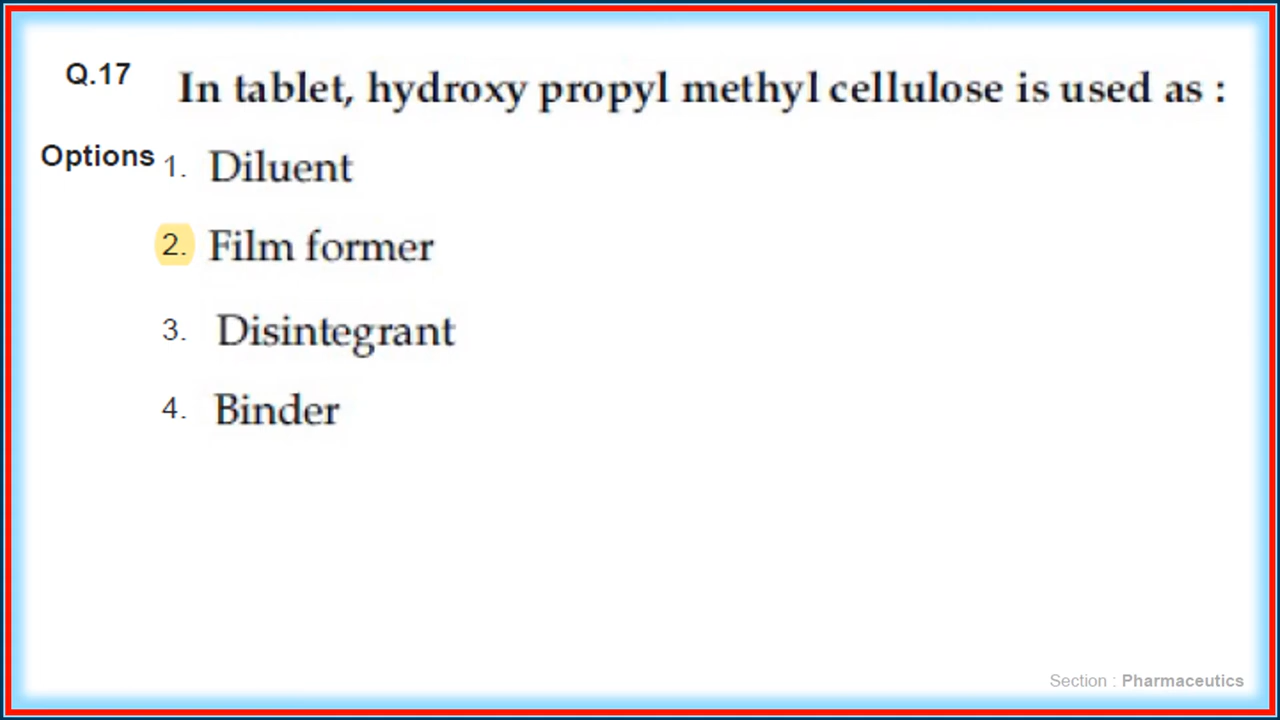 Q.17 In tablet, hydroxy propyl methyl cellulose is used as :
Options 1. Diluent
2. Film former
3. Disintegrant
4. Binder
Section : Pharmaceutics